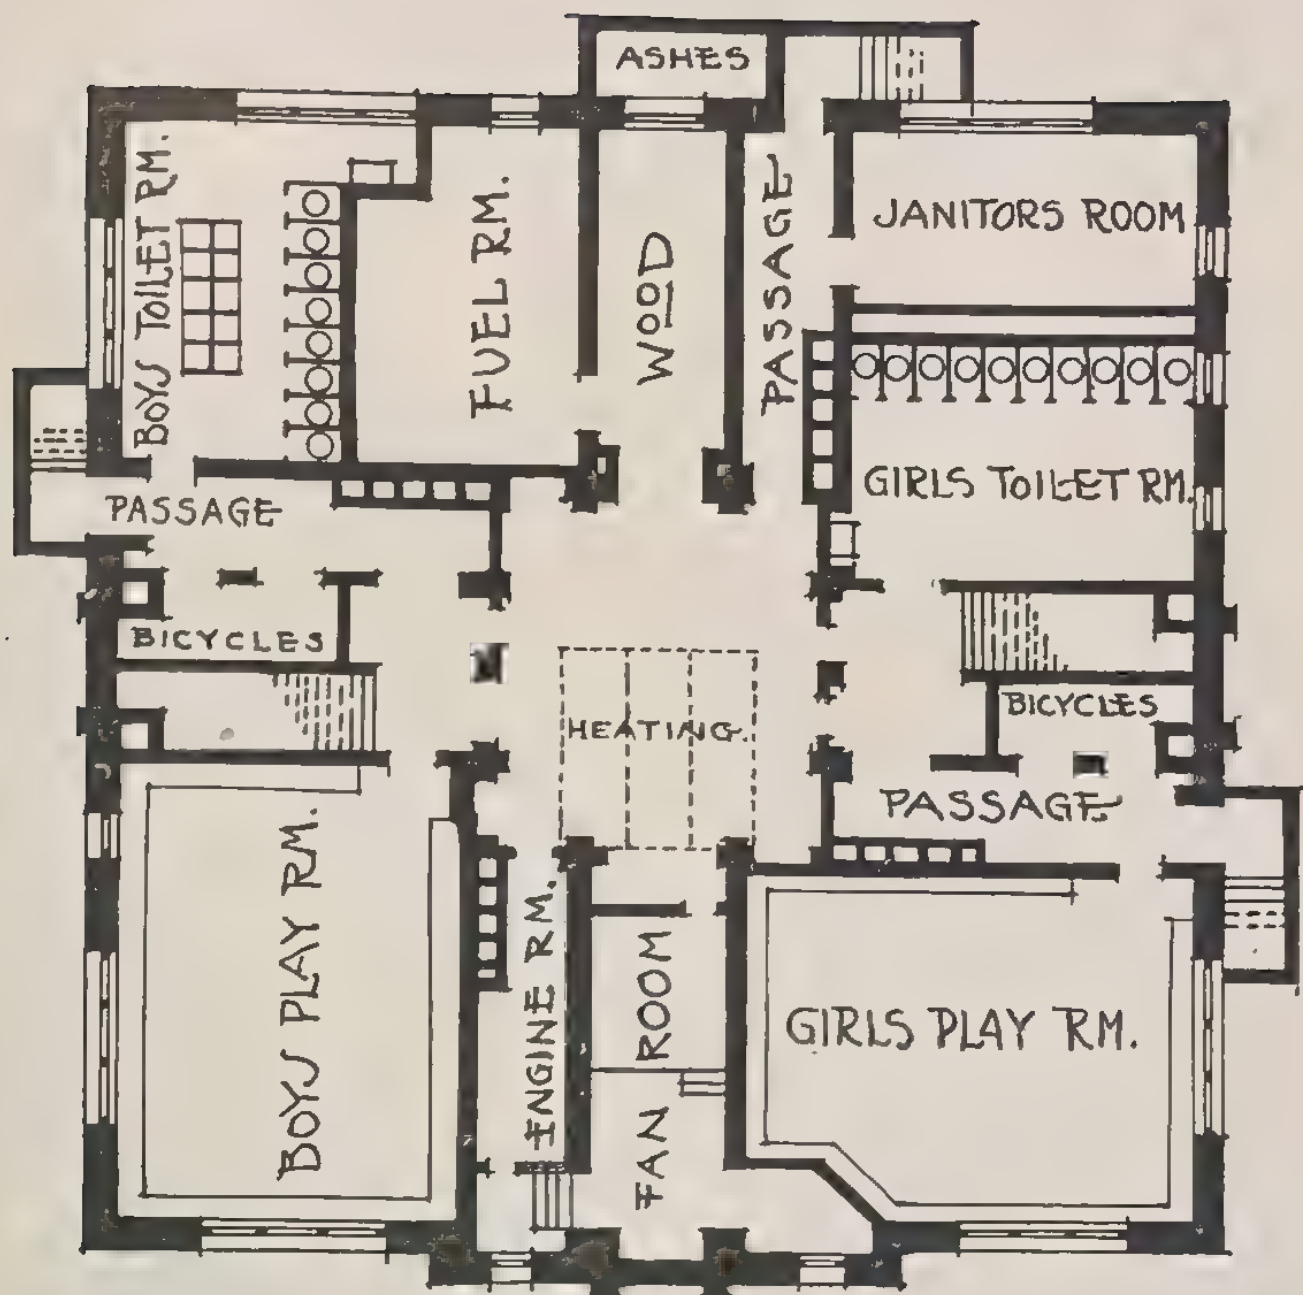 ASHES
BOYS TOILET RM.
FUEL RM.
WOOD
PASSAGE
JANITORS ROOM
GIRLS TOILET RM.
PASSAGE
BICYCLES
HEATING.
BICYCLES
PASSAGE
BOYS PLAY RM.
ENGINE RM.
FAN ROOM
GIRLS PLAY RM.